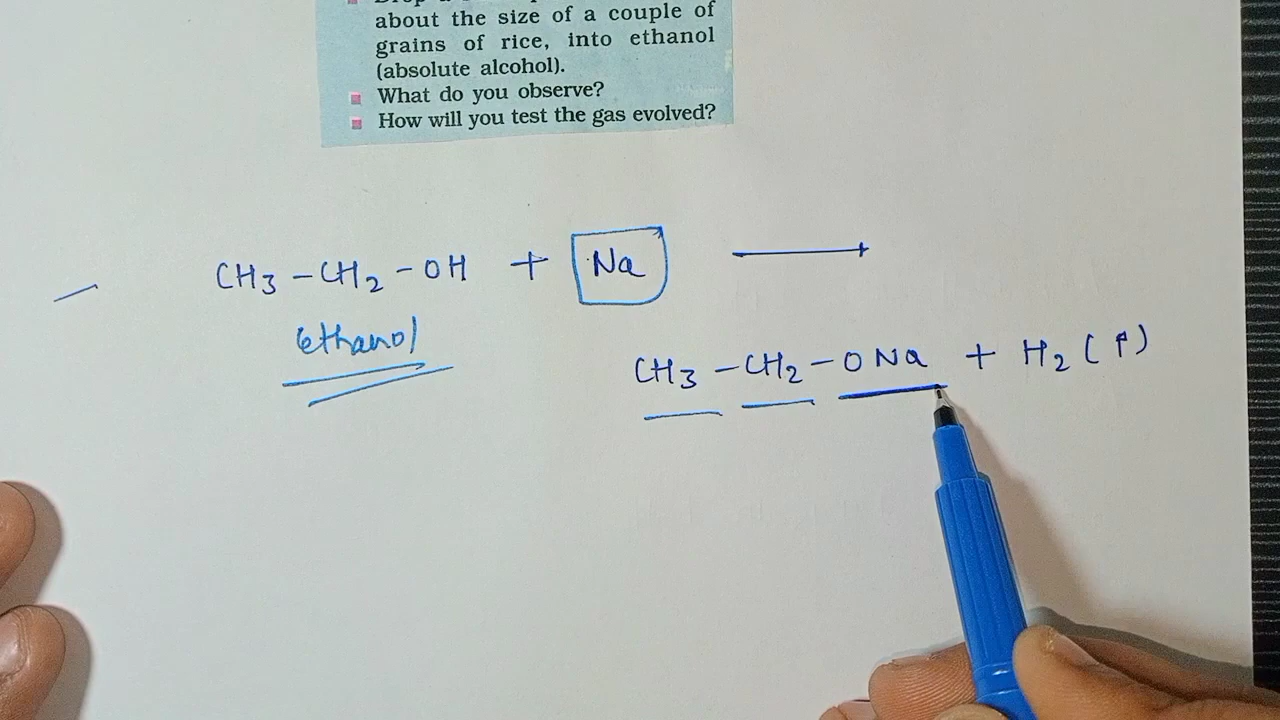 about the size of a couple of
grains of rice, into ethanol
(absolute alcohol).
What do you observe?
How will you test the gas evolved?
CH3 – CH2 – OH + Na ⟶
ethanol
CH3 – CH2 – ONa + H2 (↑)